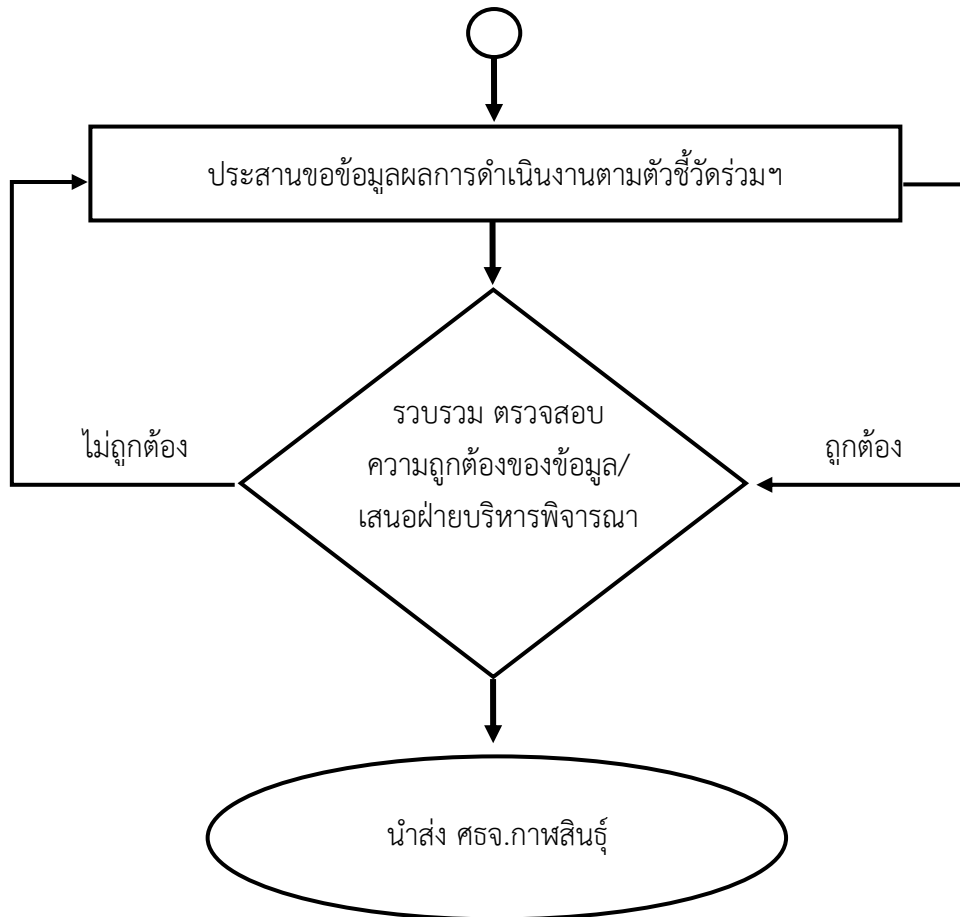 ประสานขอข้อมูลผลการดำเนินงานตามตัวชี้วัดร่วมฯ
รวบรวม ตรวจสอบ
ความถูกต้องของข้อมูล/
เสนอฝ่ายบริหารพิจารณา
ไม่ถูกต้อง
ถูกต้อง
นำส่ง ศธจ.กาฬสินธุ์